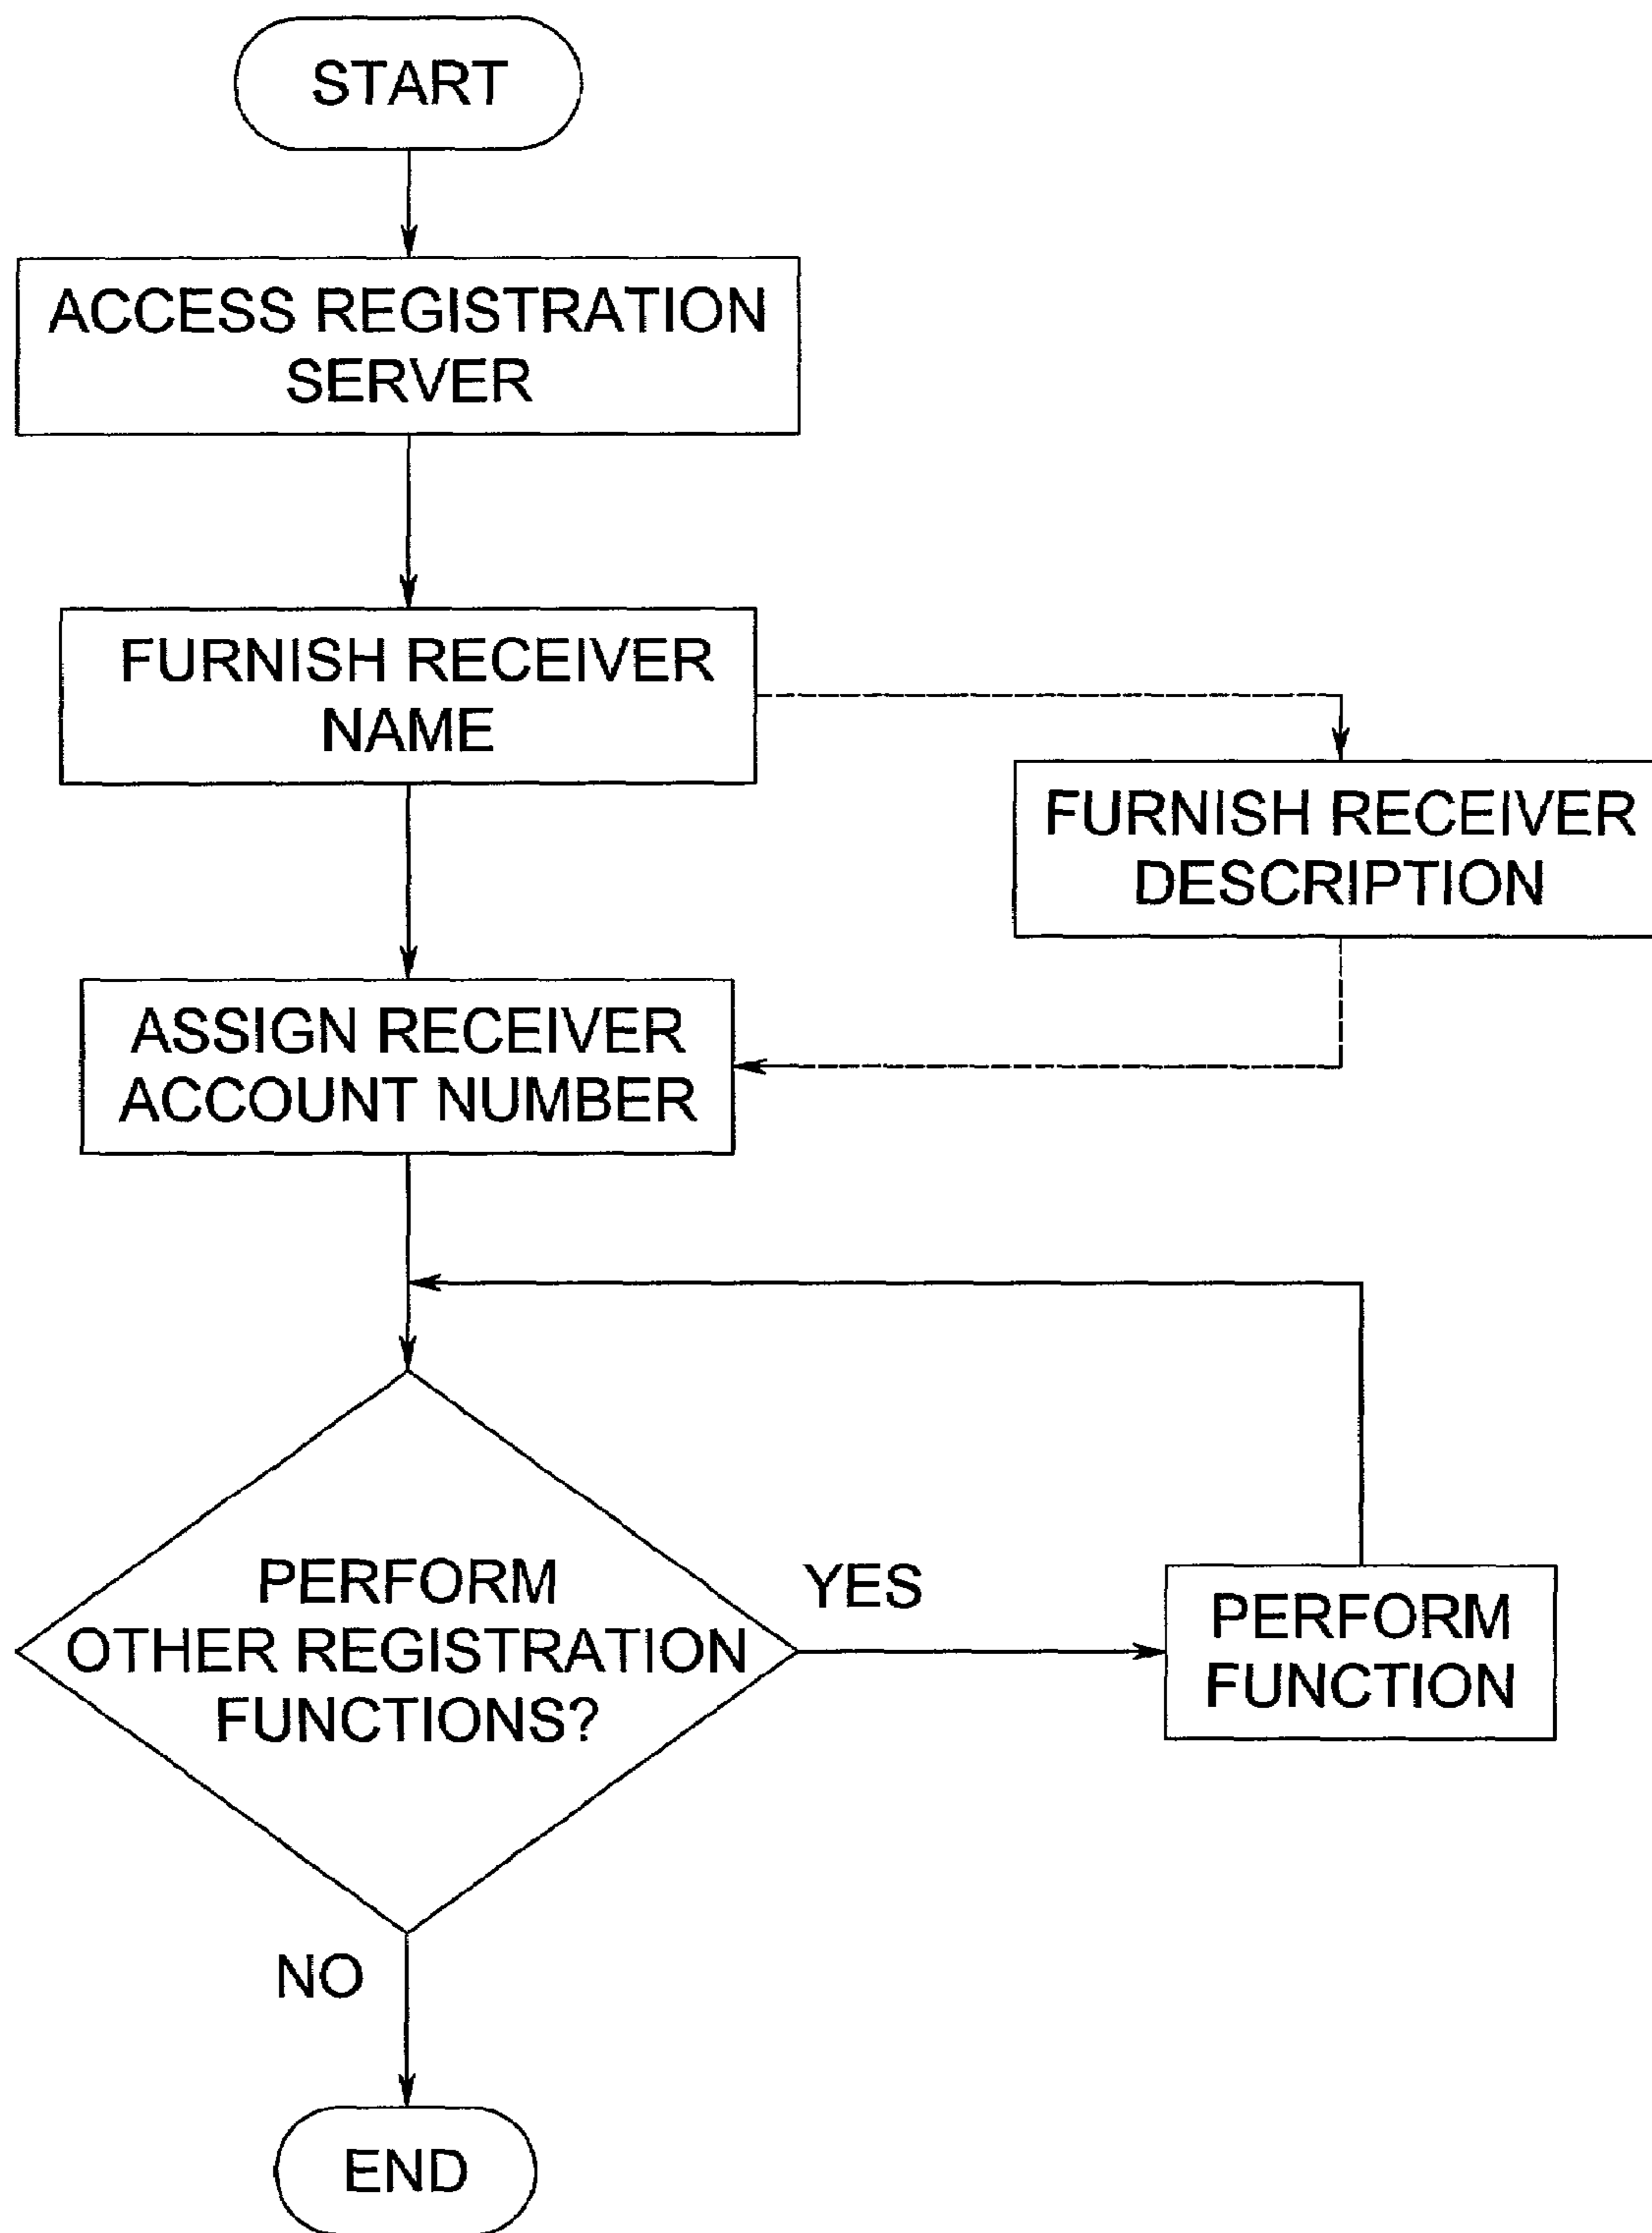 START
ACCESS REGISTRATION
SERVER
FURNISH RECEIVER
NAME
FURNISH RECEIVER
DESCRIPTION
ASSIGN RECEIVER
ACCOUNT NUMBER
PERFORM
OTHER REGISTRATION
FUNCTIONS?
YES
PERFORM
FUNCTION
NO
END